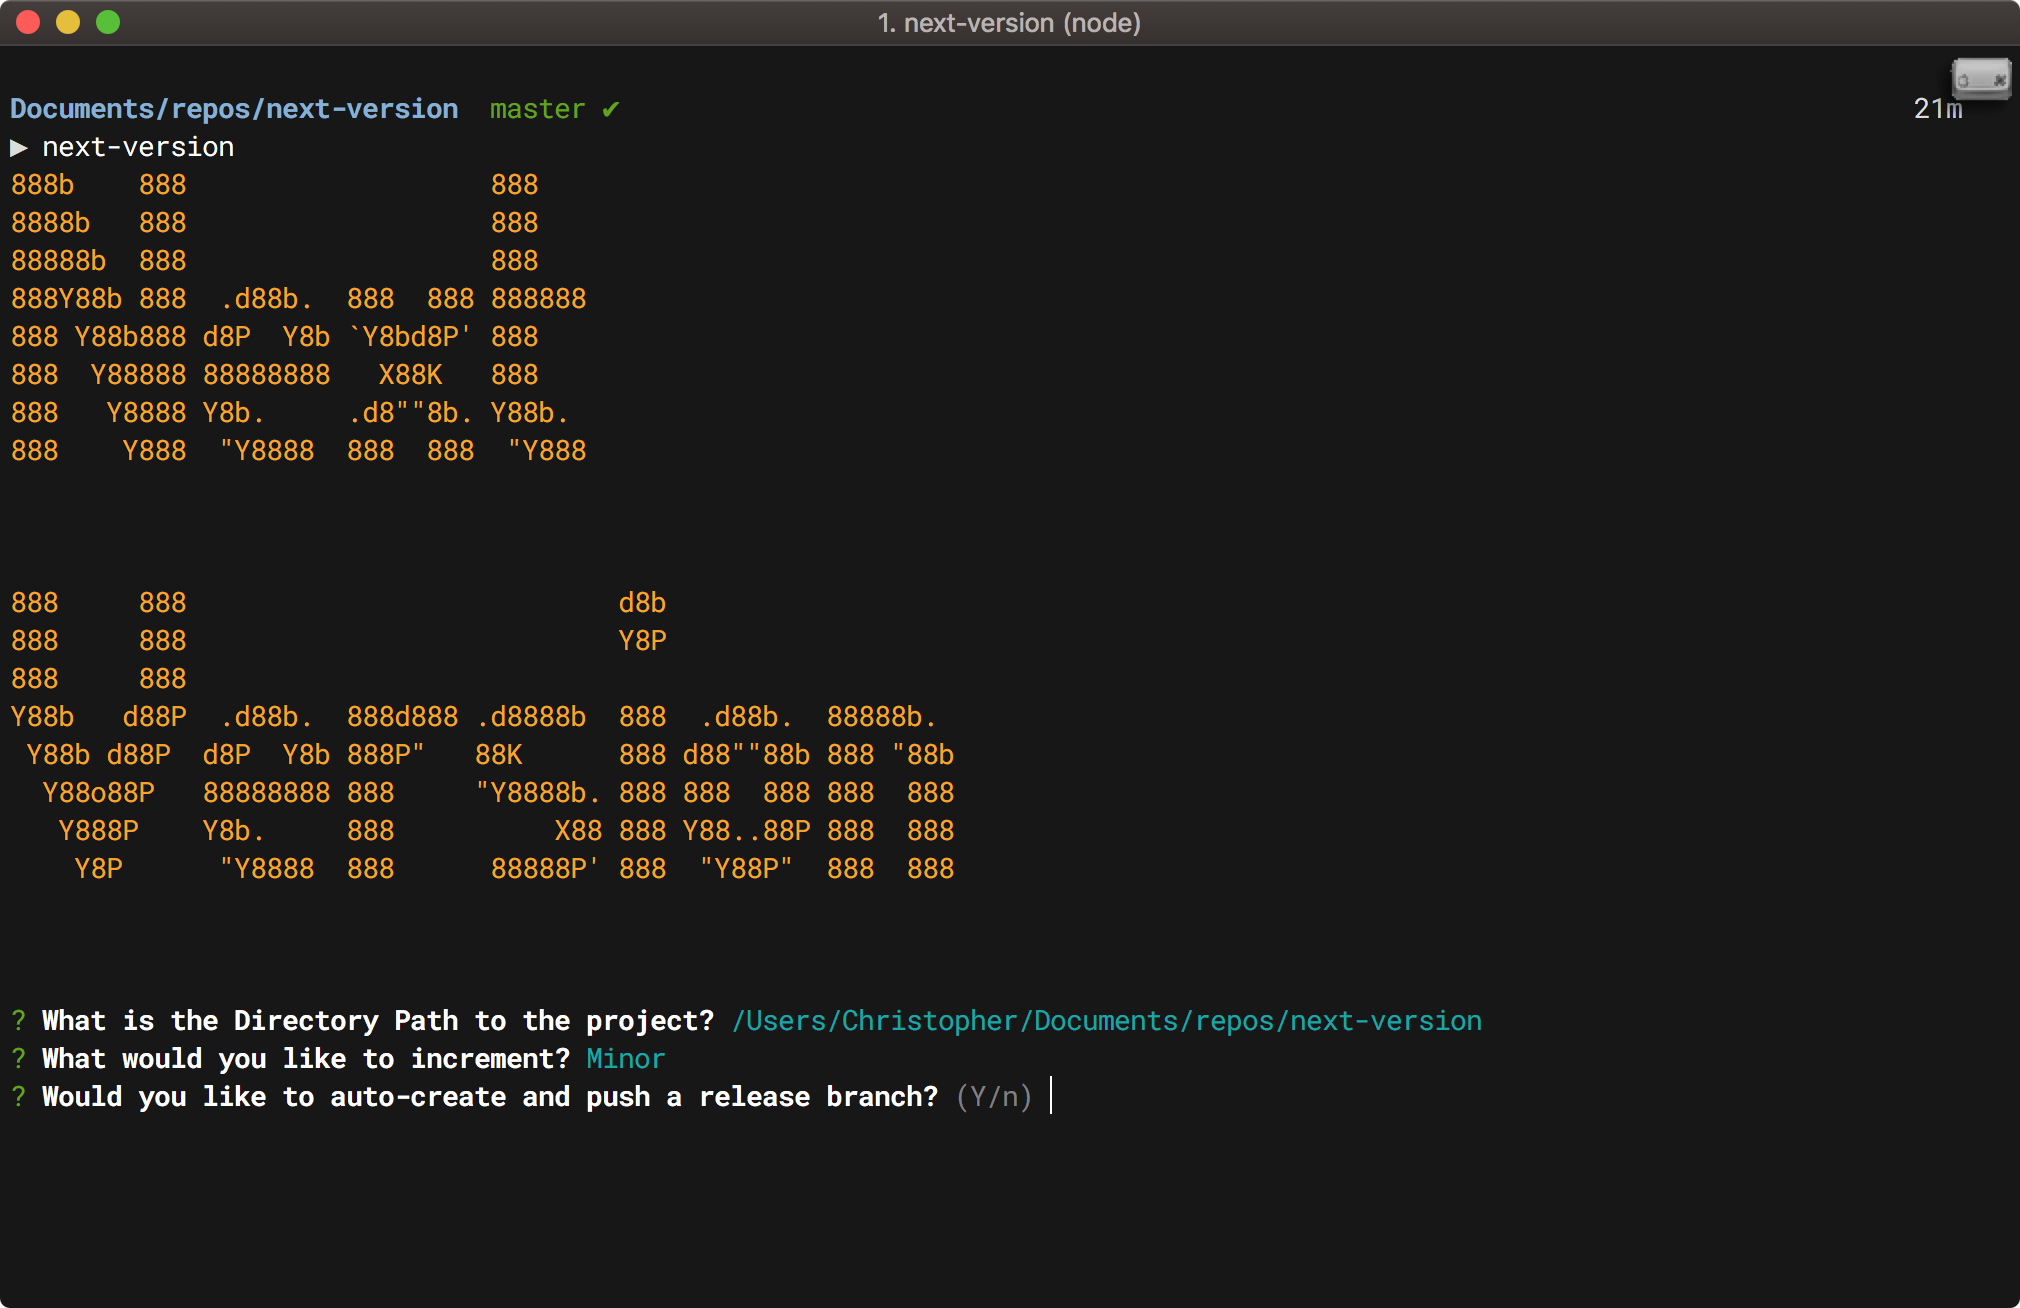 1. next-version (node)
Documents/repos/next-version  master ✔ 21m
▶ next-version
888b    888                   888
8888b   888                   888
88888b  888                   888
888Y88b 888  .d88b.  888  888 888888
888 Y88b888 d8P  Y8b `Y8bd8P' 888
888  Y88888 88888888   X88K   888
888   Y8888 Y8b.     .d8""8b. Y88b.
888    Y888  "Y8888  888  888  "Y888
888     888                           d8b
888     888                           Y8P
888     888
Y88b   d88P  .d88b.  888d888 .d8888b  888  .d88b.  88888b.
 Y88b d88P  d8P  Y8b 888P"   88K      888 d88""88b 888 "88b
  Y88o88P   88888888 888     "Y8888b. 888 888  888 888  888
   Y888P    Y8b.     888          X88 888 Y88..88P 888  888
    Y8P      "Y8888  888      88888P' 888  "Y88P"  888  888
? What is the Directory Path to the project? /Users/Christopher/Documents/repos/next-version
? What would you like to increment? Minor
? Would you like to auto-create and push a release branch? (Y/n)